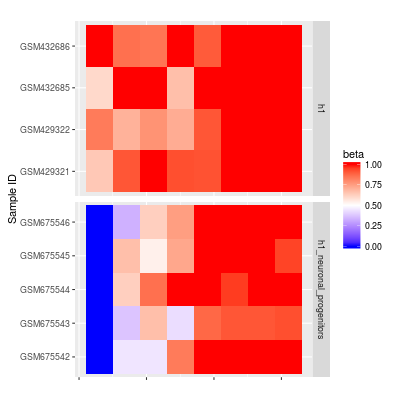 Sample ID
GSM432686
GSM432685
GSM429322
GSM429321
h1
GSM675546
GSM675545
GSM675544
GSM675543
GSM675542
h1_neuronal_progenitors
beta
1.00
0.75
0.50
0.25
0.00